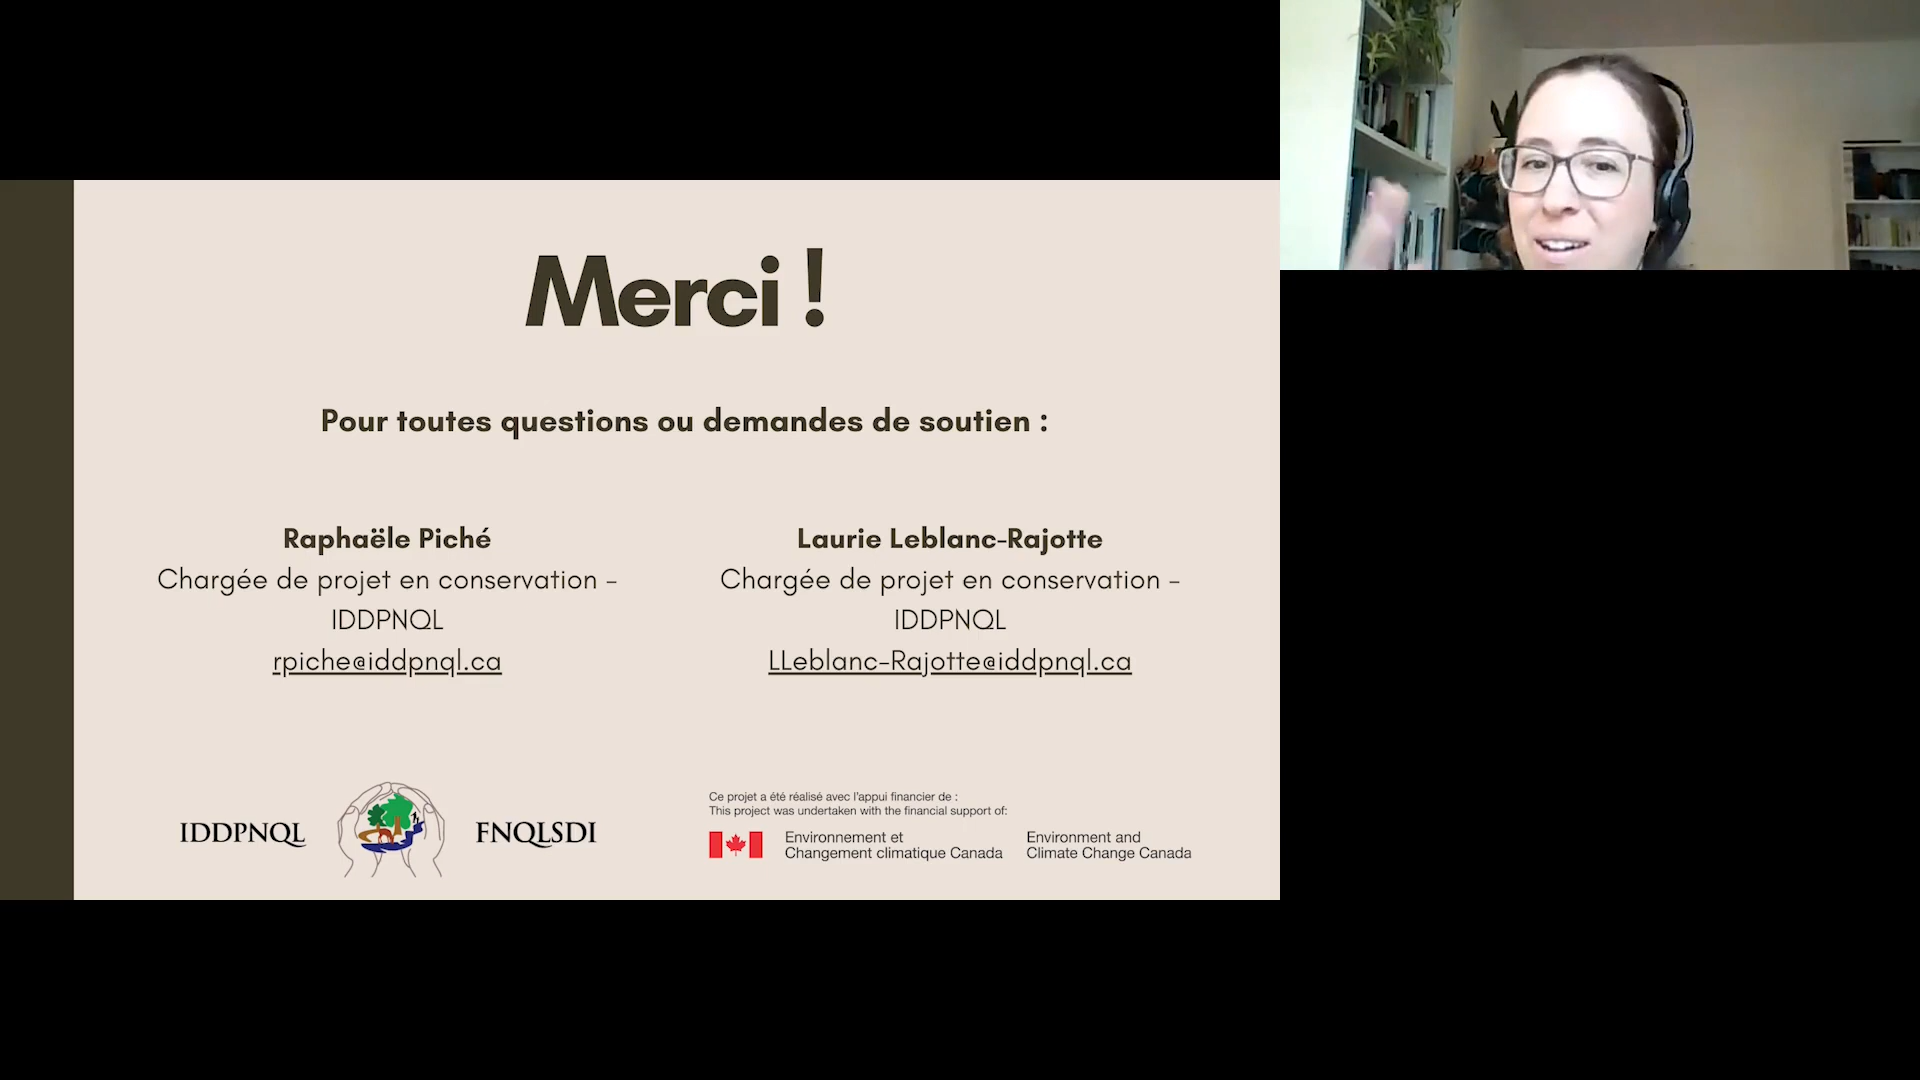 Merci !
Pour toutes questions ou demandes de soutien :
Raphaële Piché
Chargée de projet en conservation –
IDDPNQL
rpiche@iddpnql.ca
Laurie Leblanc-Rajotte
Chargée de projet en conservation –
IDDPNQL
LLeblanc-Rajotte@iddpnql.ca
IDDPNQL
FNQLSDI
Ce projet a été réalisé avec l'appui financier de :
This project was undertaken with the financial support of:
Environnement et
Changement climatique Canada
Environment and
Climate Change Canada